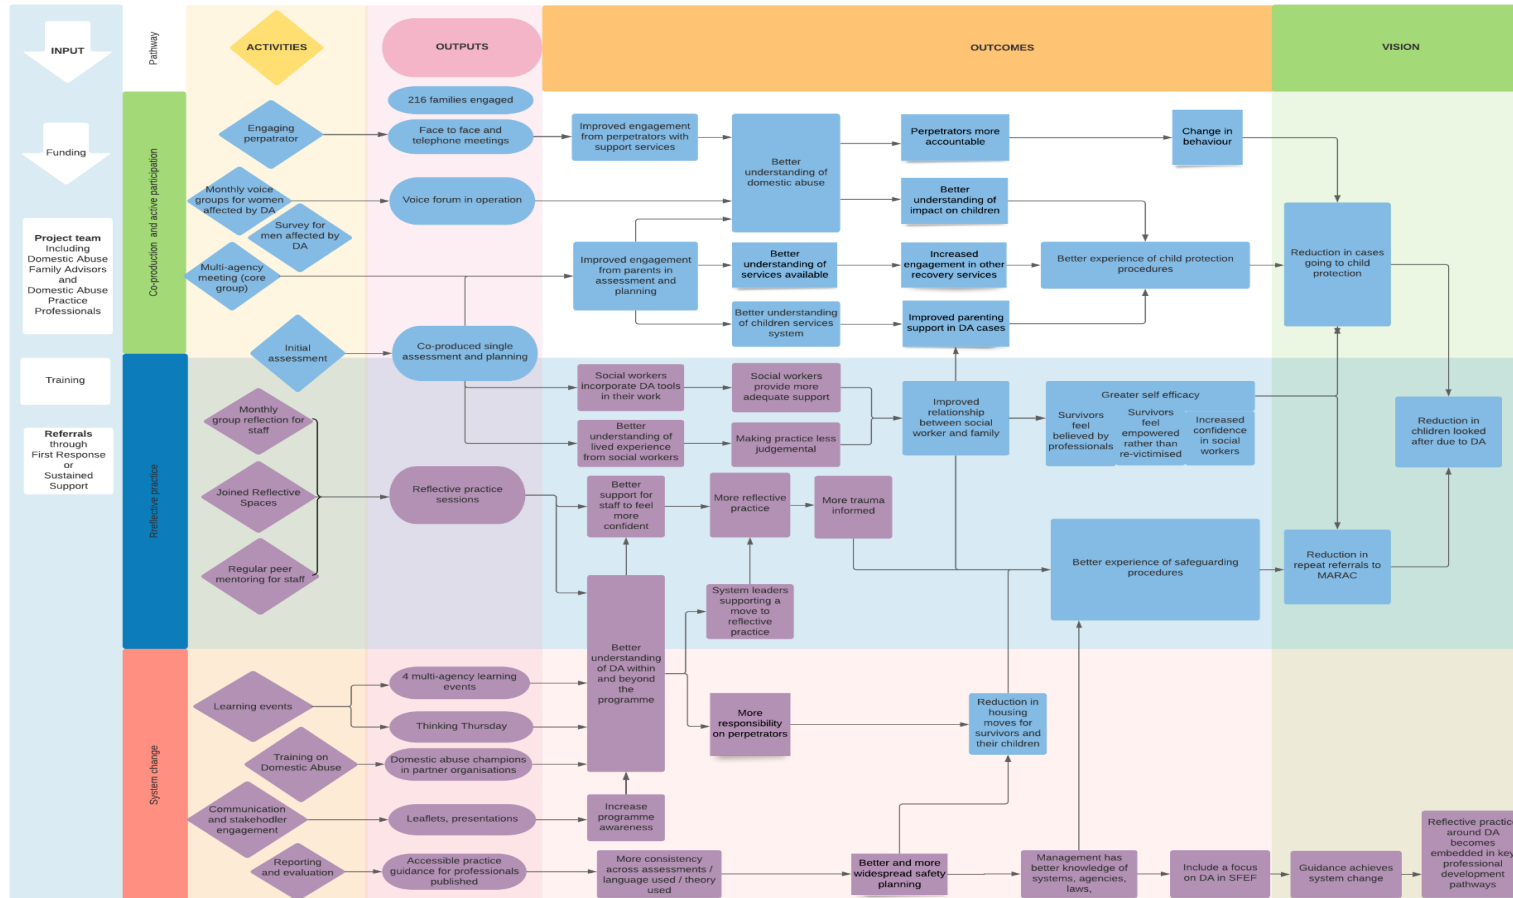 INPUT
Pathway
ACTIVITIES
OUTPUTS
OUTCOMES
VISION
Funding
Project team
Including
Domestic Abuse
Family Advisors
and
Domestic Abuse
Practice
Professionals
Training
Referrals
through
First Response
or
Sustained
Support
Co-production and active participation
Engaging
perpatrator
216 families engaged
Face to face and
telephone meetings
Improved engagement
from perpetrators with
support services
Better
understanding of
domestic abuse
Perpetrators more
accountable
Change in
behaviour
Monthly voice
groups for women
affected by DA
Voice forum in operation
Better
understanding of
impact on children
Survey for
men affected by
DA
Multi-agency
meeting (core
group)
Improved engagement
from parents in
assessment and
planning
Better
understanding of
services available
Increased
engagement in other
recovery services
Better experience of child protection
procedures
Reduction in cases
going to child
protection
Better understanding
of children services
system
Improved parenting
support in DA cases
Initial
assessment
Co-produced single
assessment and planning
Rreflective practice
Social workers
incorporate DA tools
in their work
Social workers
provide more
adequate support
Better
understanding of
lived experience
from social workers
Making practice less
judgemental
Improved
relationship
between social
worker and family
Greater self efficacy
Survivors
feel
believed by
professionals
Survivors
feel
empowered
rather than
re-victimised
Increased
confidence
in social
workers
Reduction in
children looked
after due to DA
Monthly
group reflection for
staff
Joined Reflective
Spaces
Regular peer
mentoring for staff
Reflective practice
sessions
Better
support for
staff to feel
more
confident
More reflective
practice
More trauma
informed
System leaders
supporting a
move to
reflective
practice
Better experience of safeguarding
procedures
Reduction in
repeat referrals to
MARAC
System change
Learning events
4 multi-agency learning
events
Thinking Thursday
Better
understanding
of DA within
and beyond
the
programme
More
responsibility
on perpetrators
Reduction in
housing
moves for
survivors and
their children
Training on
Domestic Abuse
Domestic abuse champions
in partner organisations
Communication
and stakehodler
engagement
Leaflets, presentations
Increase
programme
awareness
Reporting
and evaluation
Accessible practice
guidance for professionals
published
More consistency
across assessments /
language used / theory
used
Better and more
widespread safety
planning
Management has
better knowledge of
systems, agencies,
laws,
Include a focus
on DA in SFEF
Guidance achieves
system change
Reflective practic
around DA
becomes
embedded in key
professional
development
pathways